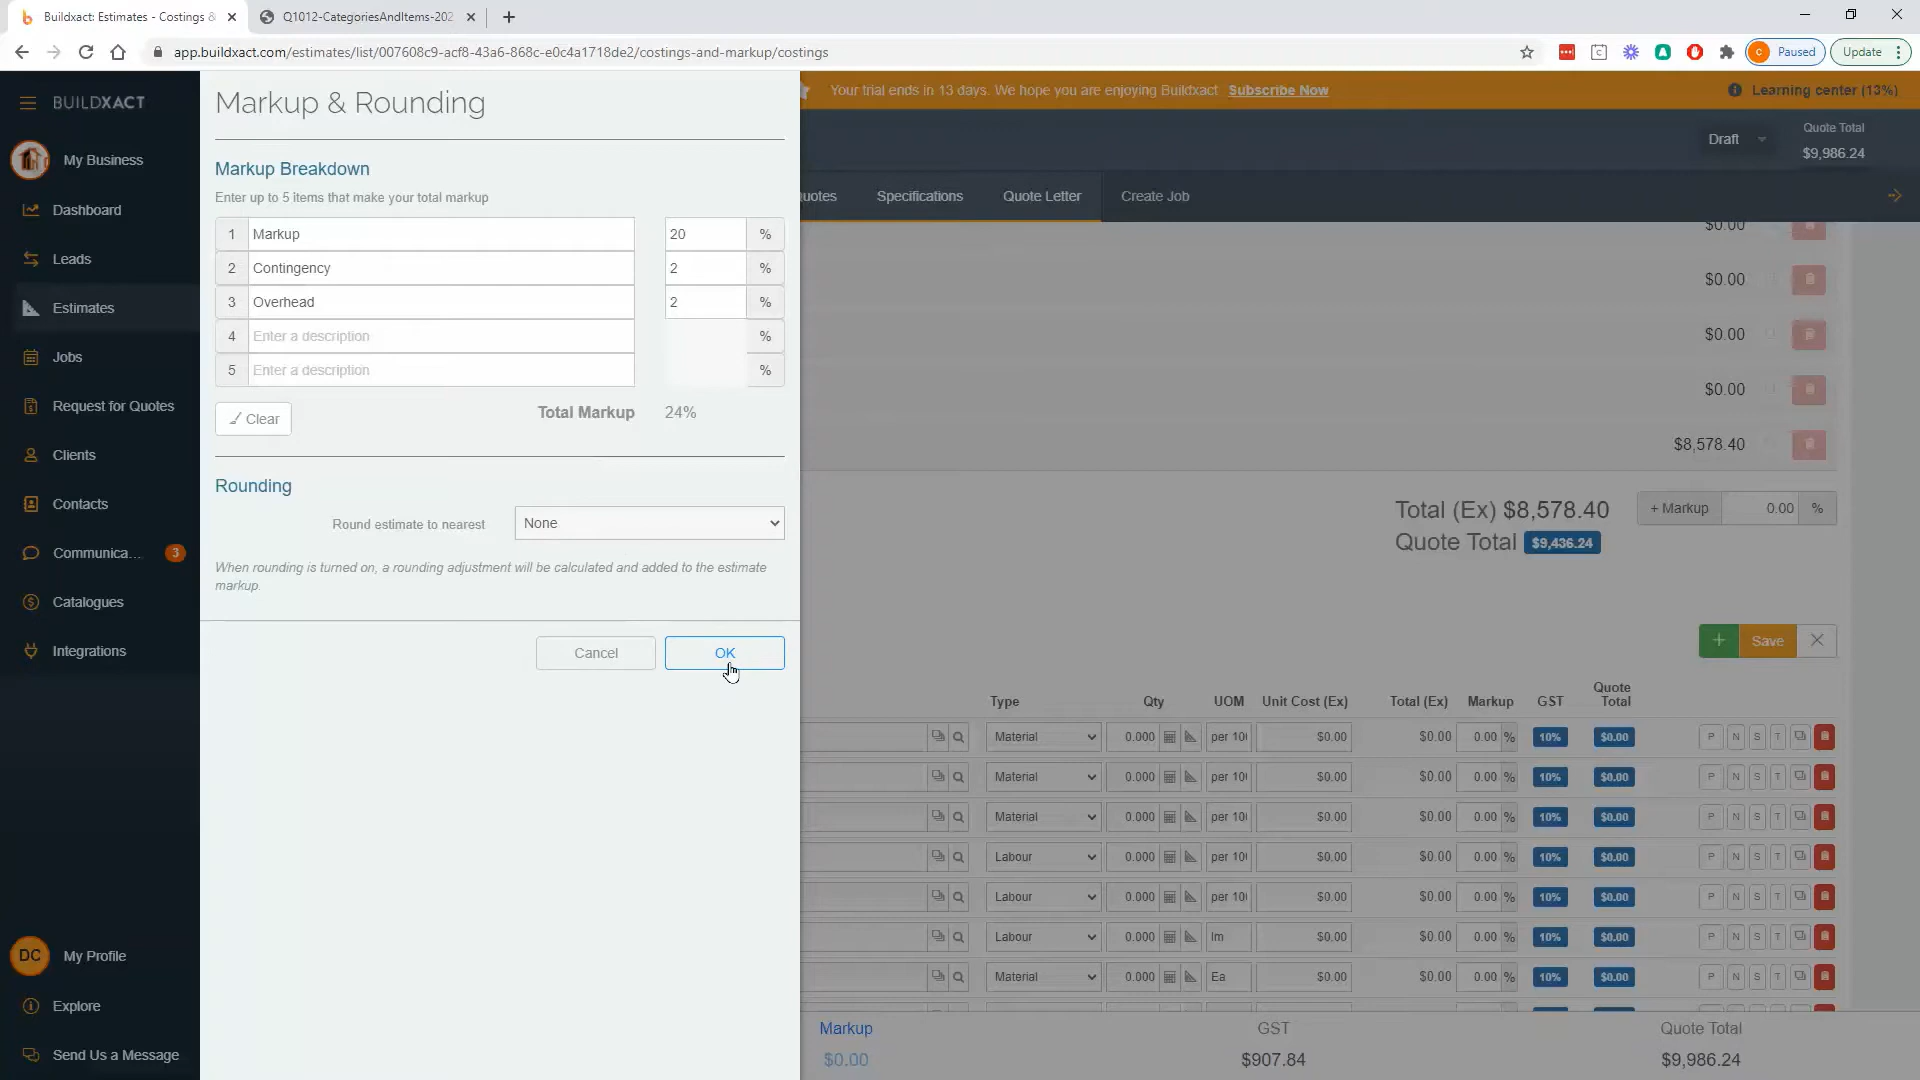 Buildxact: Estimates - Costings &
Q1012-CategoriesAndItems-202
app.buildxact.com/estimates/list/007608c9-acf8-43a6-868c-e0c4a1718de2/costings-and-markup/costings
C
Paused
Update
BUILDXACT
My Business
Dashboard
Leads
Estimates
Jobs
Request for Quotes
Clients
Contacts
Communica...
3
Catalogues
Integrations
DC
My Profile
Explore
Send Us a Message
Markup & Rounding
Markup Breakdown
Enter up to 5 items that make your total markup
1 Markup 20 %
2 Contingency 2 %
3 Overhead 2 %
4 Enter a description %
5 Enter a description %
Clear
Total Markup 24%
Rounding
Round estimate to nearest None
When rounding is turned on, a rounding adjustment will be calculated and added to the estimate
markup.
Cancel OK
Your trial ends in 13 days. We hope you are enjoying Buildxact Subscribe Now
Learning center (13%)
Draft
Quote Total
$9,986.24
uotes Specifications Quote Letter Create Job
$0.00
$0.00
$0.00
$0.00
$8,578.40
Total (Ex) $8,578.40 + Markup 0.00 %
Quote Total $9,436.24
+ Save
Type Qty UOM Unit Cost (Ex) Total (Ex) Markup GST Quote Total
Material 0.000 per 10 $0.00 $0.00 0.00 % 10% $0.00 P N S T
Material 0.000 per 10 $0.00 $0.00 0.00 % 10% $0.00 P N S T
Material 0.000 per 10 $0.00 $0.00 0.00 % 10% $0.00 P N S T
Labour 0.000 per 10 $0.00 $0.00 0.00 % 10% $0.00 P N S T
Labour 0.000 per 10 $0.00 $0.00 0.00 % 10% $0.00 P N S T
Labour 0.000 lm $0.00 $0.00 0.00 % 10% $0.00 P N S T
Material 0.000 Ea $0.00 $0.00 0.00 % 10% $0.00 P N S T
Markup GST Quote Total
$0.00 $907.84 $9,986.24